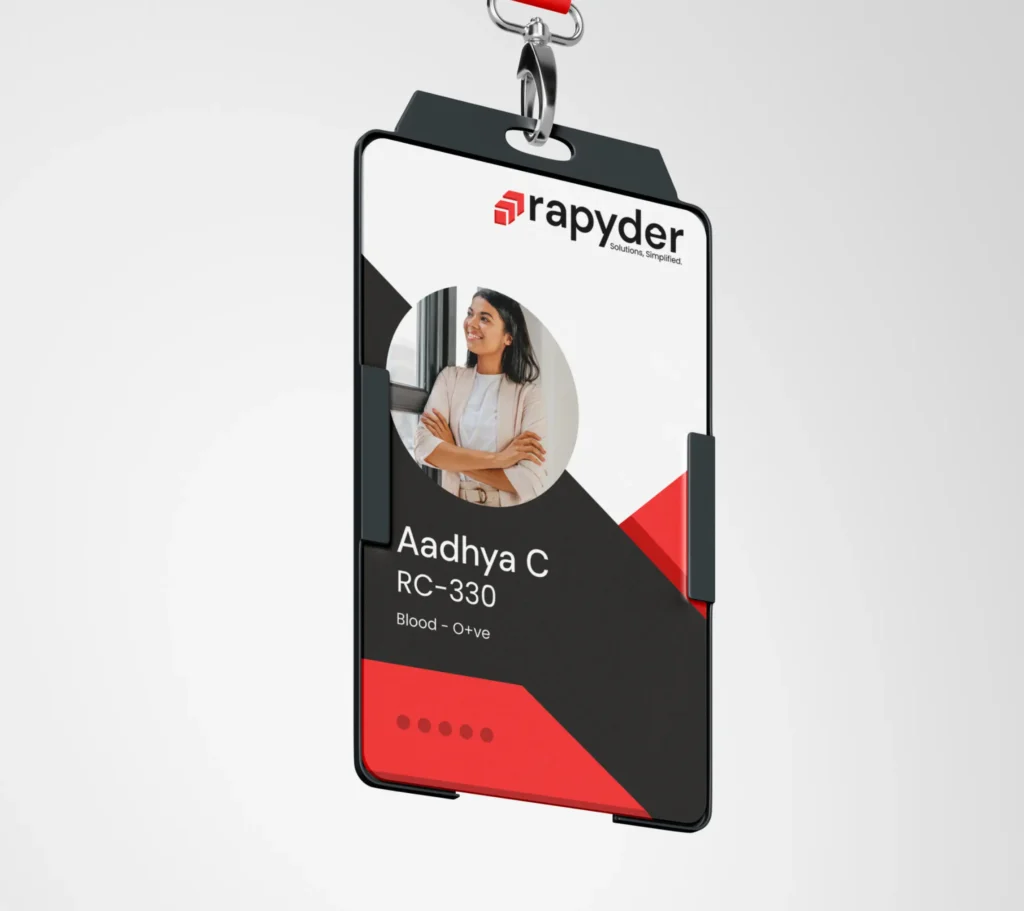 rapyder
Solutions, Simplified.
Aadhya C
RC-330
Blood - O+ve